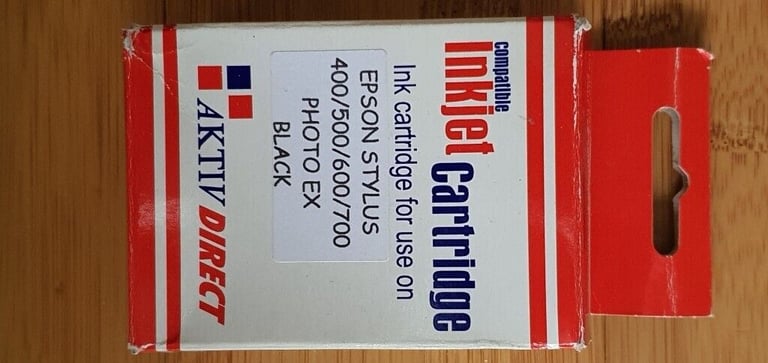 compatible
Inkjet Cartridge
Ink cartridge for use on
EPSON STYLUS
400/500/600/700
PHOTO EX
BLACK
AKTIV DIRECT